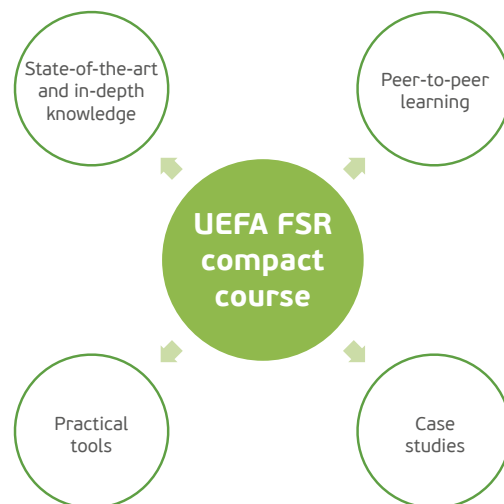 State-of-the-art
and in-depth
knowledge
Peer-to-peer
learning
UEFA FSR
compact
course
Practical
tools
Case
studies